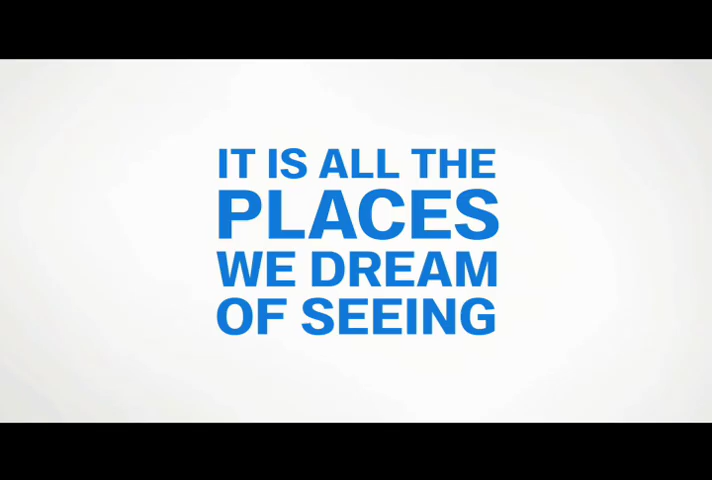 IT IS ALL THE
PLACES
WE DREAM
OF SEEING